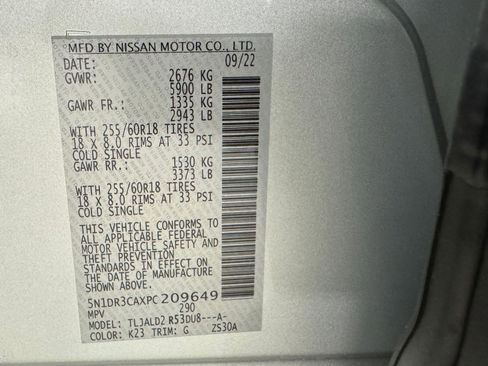 MFD BY NISSAN MOTOR CO., LTD.
DATE: 09/22
GVWR: 2676 KG
5900 LB
GAWR FR.: 1335 KG
2943 LB
WITH 255/60R18 TIRES
18 X 8.0 RIMS AT 33 PSI
COLD SINGLE
GAWR RR.: 1530 KG
3373 LB
WITH 255/60R18 TIRES
18 X 8.0 RIMS AT 33 PSI
COLD SINGLE
THIS VEHICLE CONFORMS TO
ALL APPLICABLE FEDERAL
MOTOR VEHICLE SAFETY AND
THEFT PREVENTION
STANDARDS IN EFFECT ON
DATE OF MANUFACTURE.
5N1DR3CAXPC209649
MPV 290
MODEL: TLJALD2 R53DU8---A-
COLOR: K23 TRIM: G ZS30A